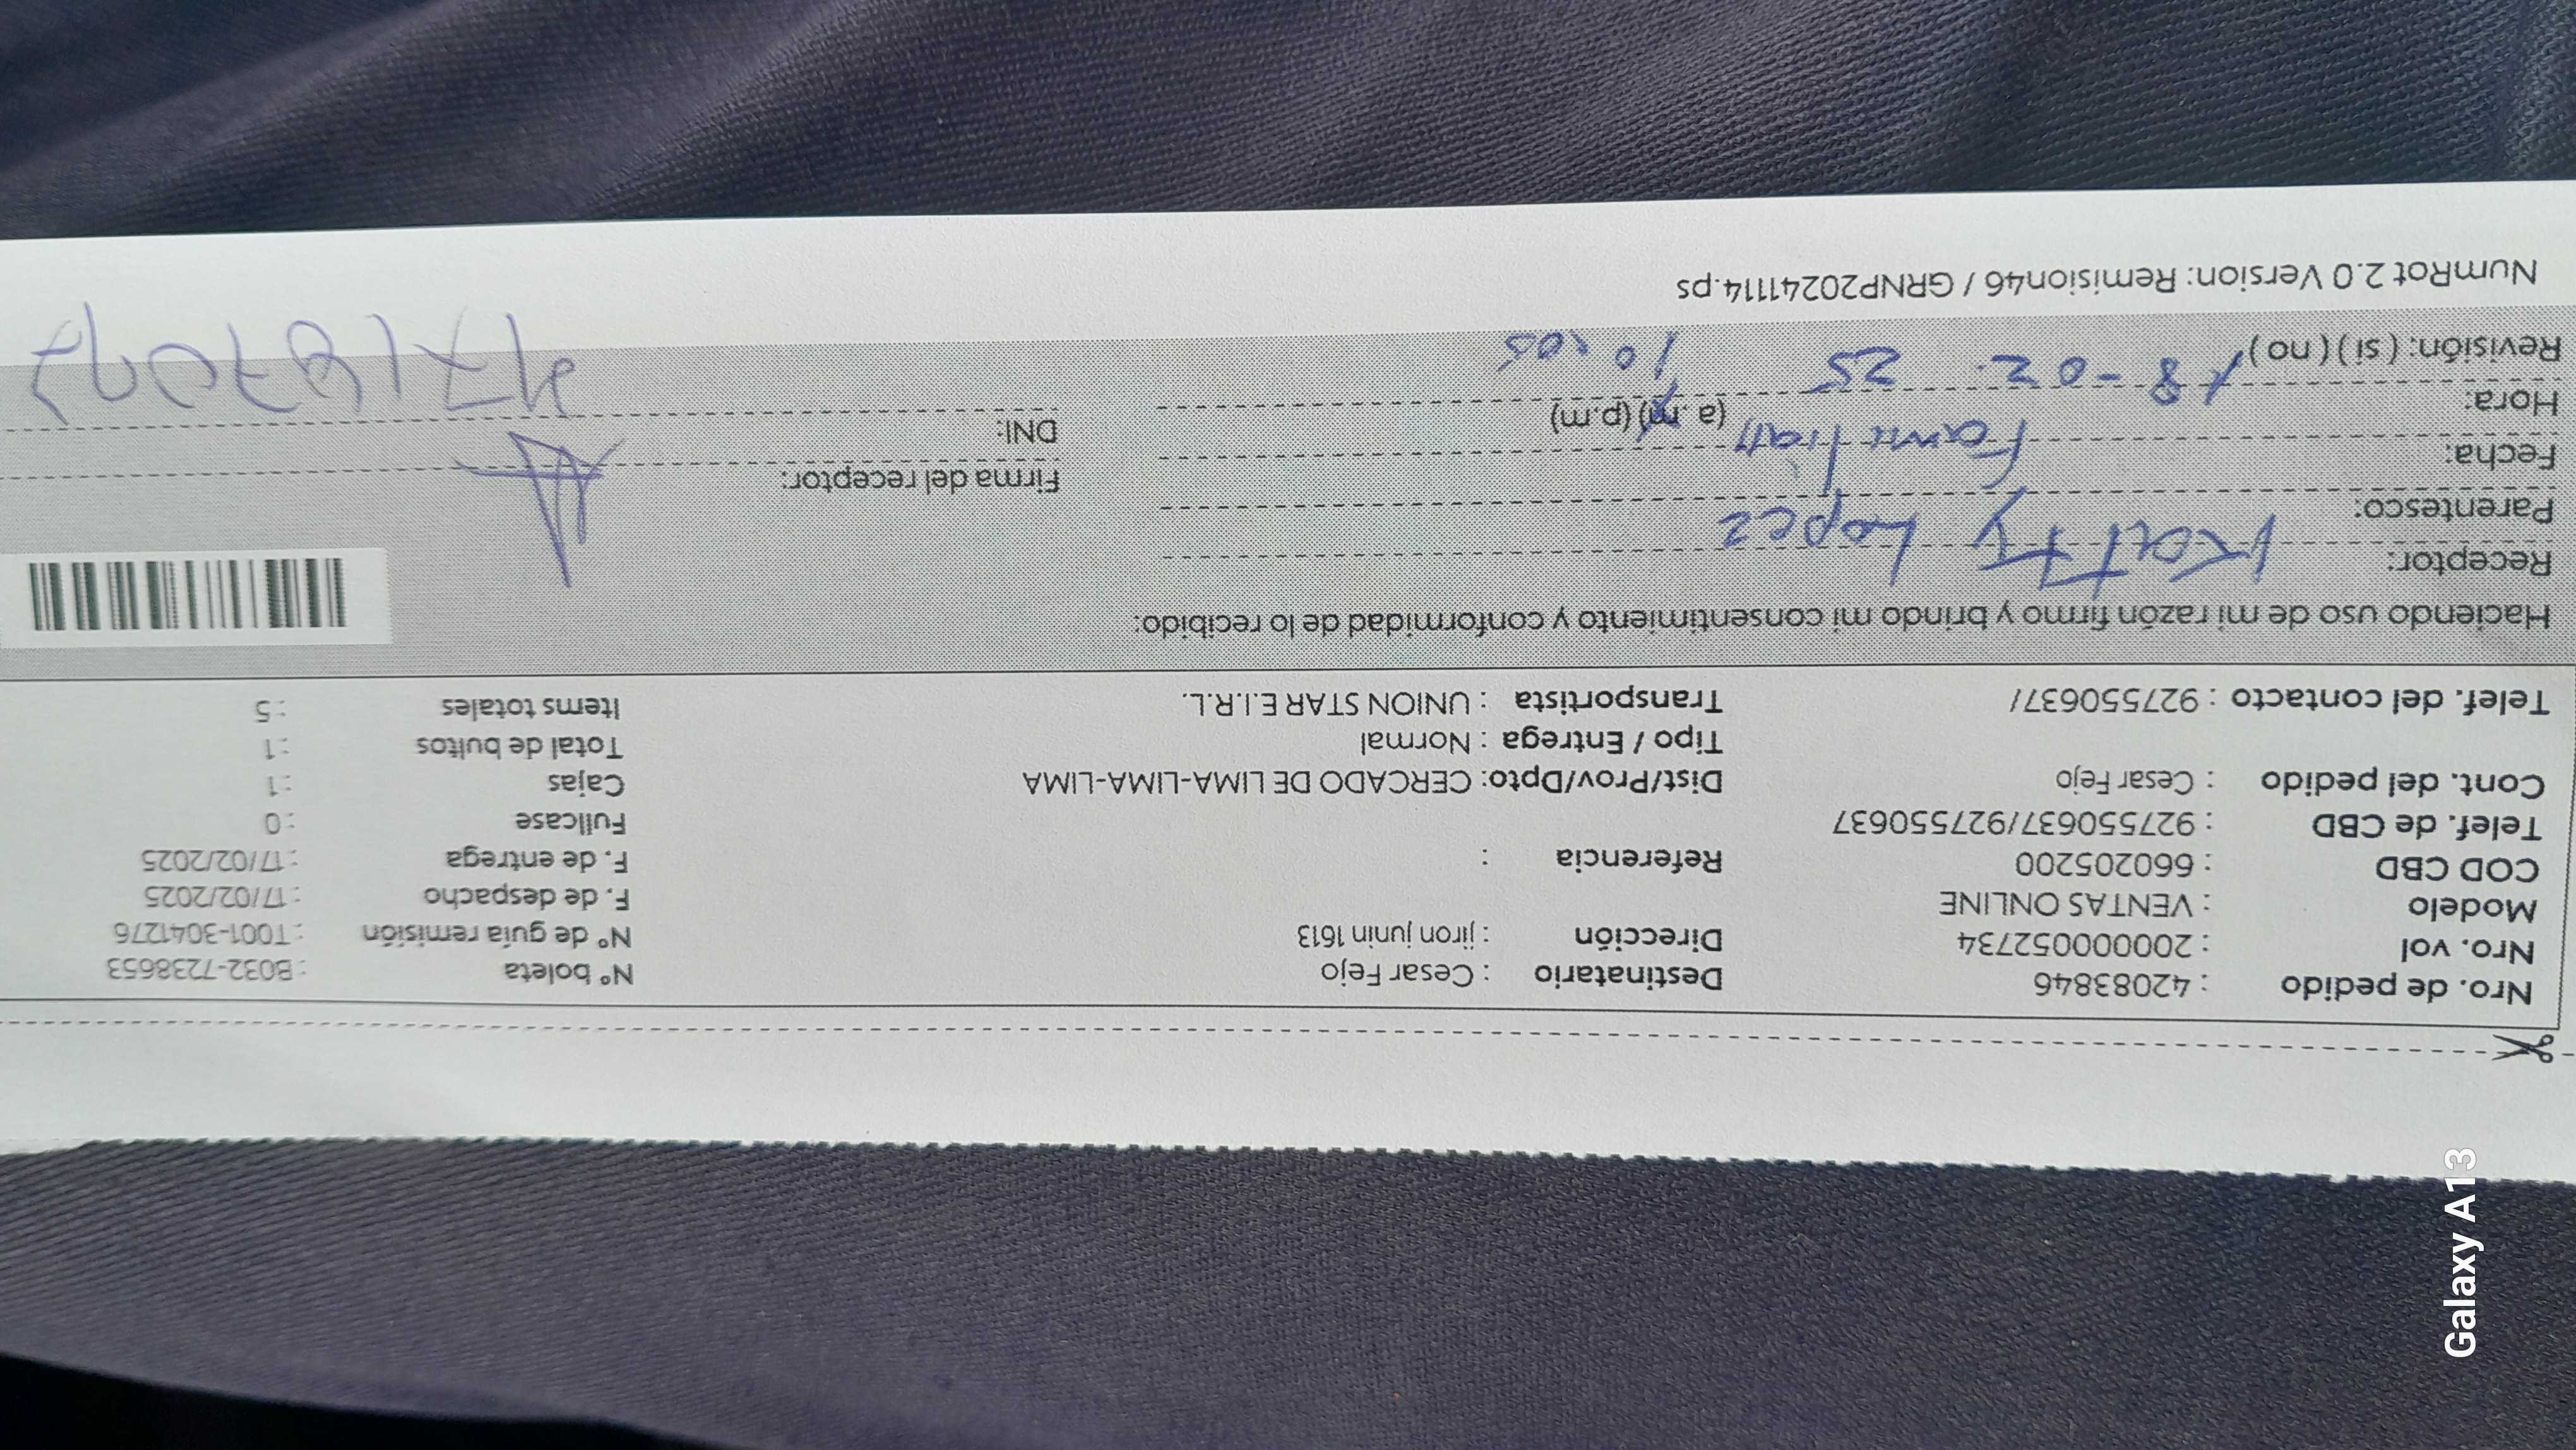 Nro. de pedido : 42083846 Destinatario : Cesar Fejo N° boleta : B032-7238653
Nro. vol : 2000000052734 Dirección : jiron junin 1613 N° de guía remisión : T001-3041276
Modelo : VENTAS ONLINE F. de despacho : 17/02/2025
COD CBD : 660205200 Referencia : F. de entrega : 17/02/2025
Telef. de CBD : 927550637/927550637 Fullcase : 0
Cont. del pedido : Cesar Fejo Dist/Prov/Dpto: CERCADO DE LIMA-LIMA-LIMA Cajas : 1
Tipo / Entrega : Normal Total de bultos : 1
Telef. del contacto : 927550637/ Transportista : UNION STAR E.I.R.L. Items totales : 5
Haciendo uso de mi razón firmo y brindo mi consentimiento y conformidad de lo recibido:
Receptor: Katty Lopez
Parentesco: Familiar Firma del receptor:
Fecha: 18-02. 25 DNI:
Hora: 10:05 (a.m) (p.m)
Revisión: (si) (no)
NumRot 2.0 Version: Remision46 / GRNP20241114.ps
Galaxy A13